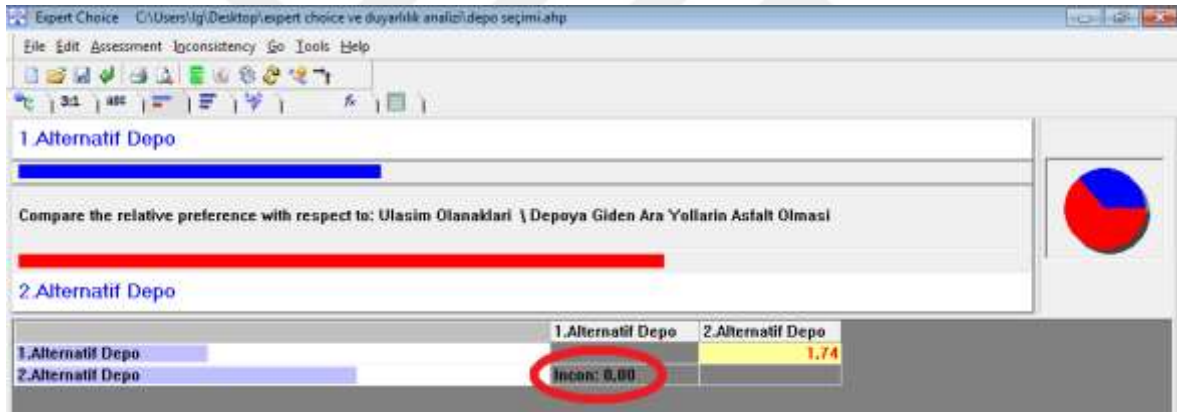 Expert Choice C:\Users\lg\Desktop\expert choice ve duyarlılık analizi\depo seçimi.ahp
File Edit Assessment Inconsistency Go Tools Help
3:1 ABC fx
1.Alternatif Depo
Compare the relative preference with respect to: Ulasim Olanaklari \ Depoya Giden Ara Yollarin Asfalt Olmasi
2.Alternatif Depo
1.Alternatif Depo 2.Alternatif Depo
1.Alternatif Depo 1.74
2.Alternatif Depo Incon: 0.00